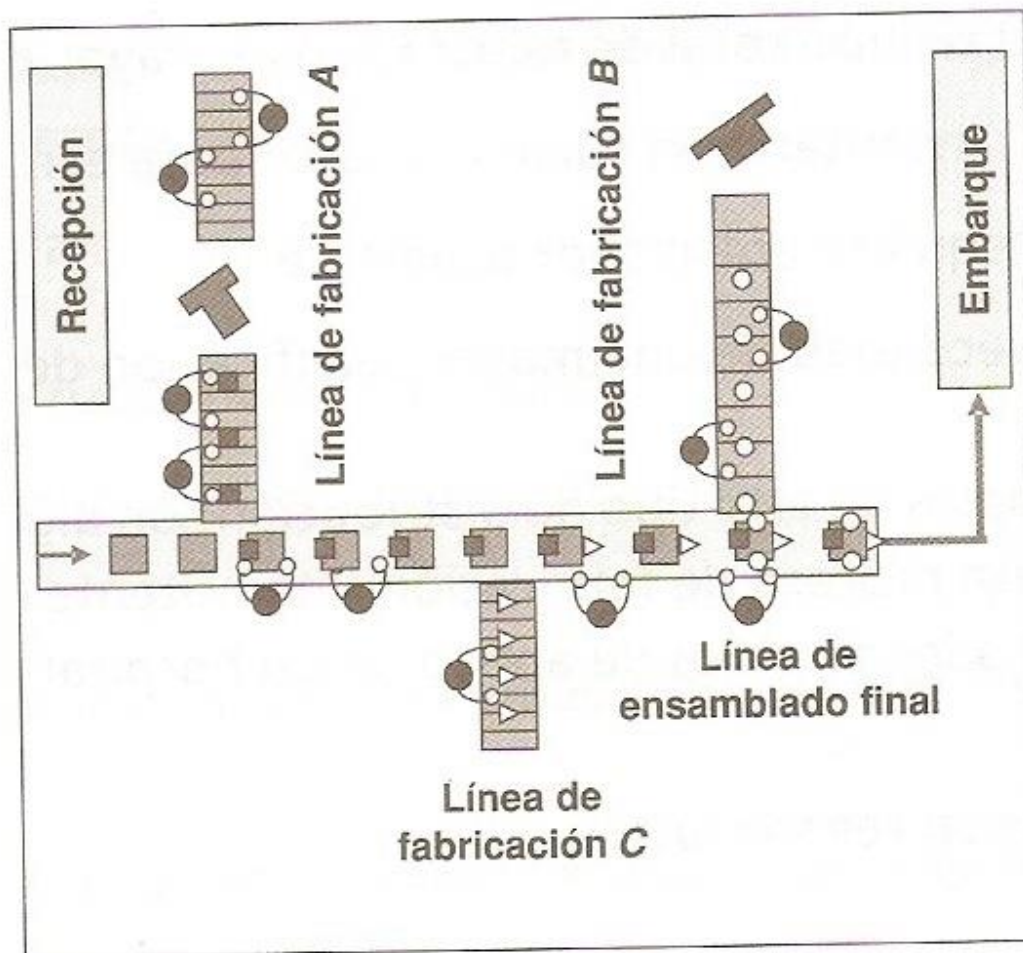 Recepción
Línea de fabricación A
Línea de fabricación B
Embarque
Línea de
ensamblado final
Línea de
fabricación C